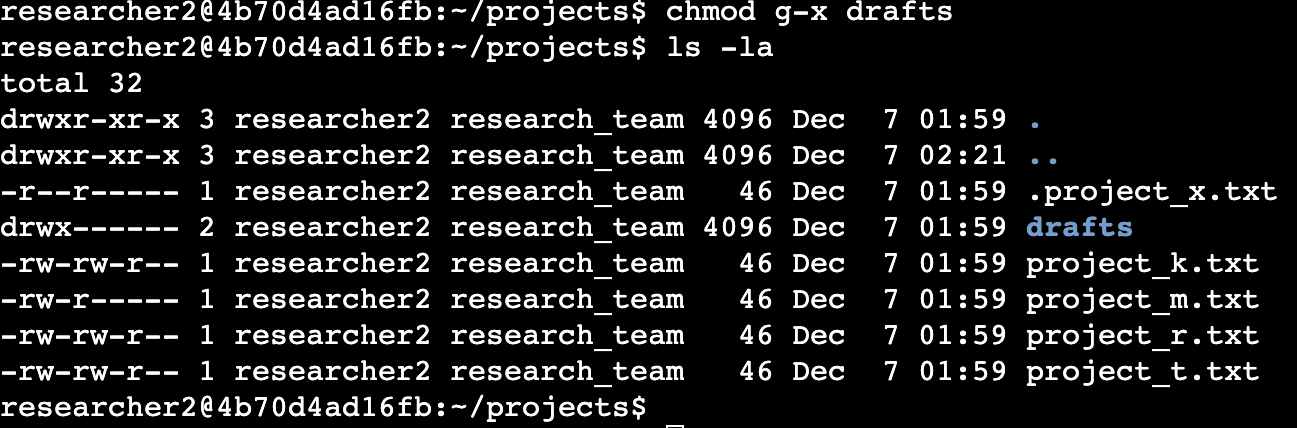 researcher2@4b70d4ad16fb:~/projects$ chmod g-x drafts
researcher2@4b70d4ad16fb:~/projects$ ls -la
total 32
drwxr-xr-x 3 researcher2 research_team 4096 Dec  7 01:59 .
drwxr-xr-x 3 researcher2 research_team 4096 Dec  7 02:21 ..
-r--r----- 1 researcher2 research_team   46 Dec  7 01:59 .project_x.txt
drwx------ 2 researcher2 research_team 4096 Dec  7 01:59 drafts
-rw-rw-r-- 1 researcher2 research_team   46 Dec  7 01:59 project_k.txt
-rw-r----- 1 researcher2 research_team   46 Dec  7 01:59 project_m.txt
-rw-rw-r-- 1 researcher2 research_team   46 Dec  7 01:59 project_r.txt
-rw-rw-r-- 1 researcher2 research_team   46 Dec  7 01:59 project_t.txt
researcher2@4b70d4ad16fb:~/projects$